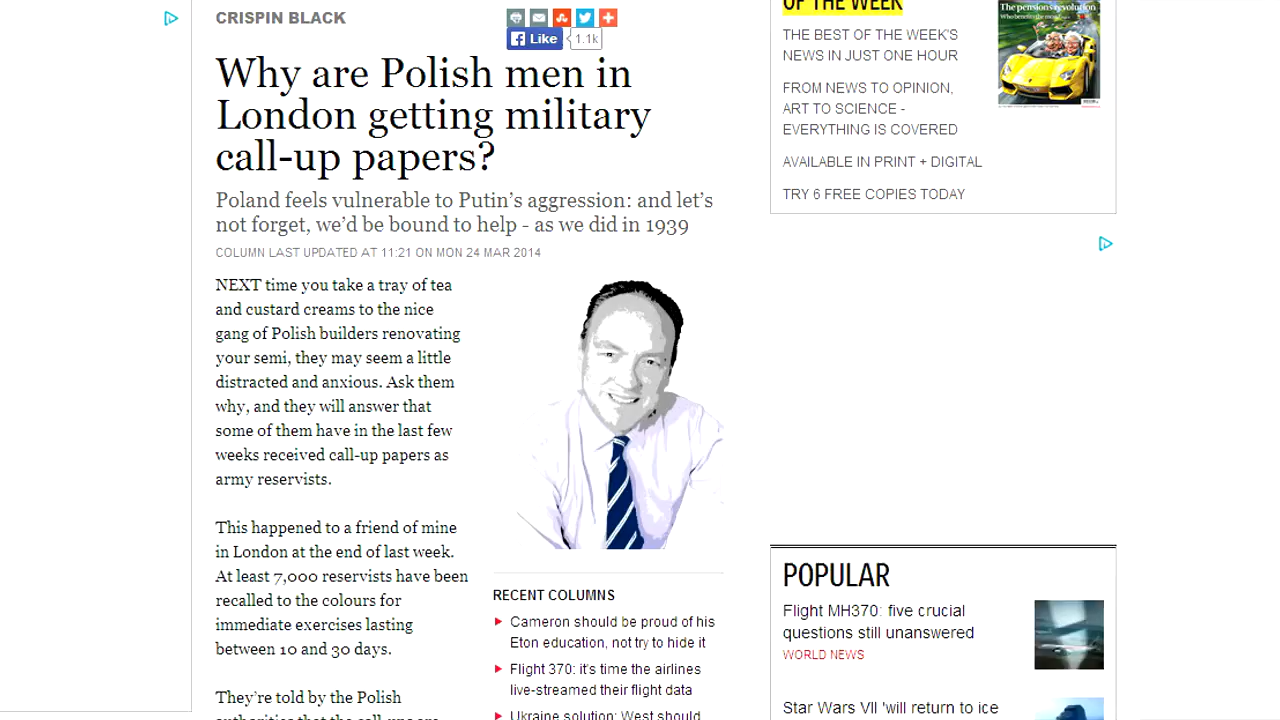 CRISPIN BLACK
Like
1.1k
Why are Polish men in
London getting military
call-up papers?
Poland feels vulnerable to Putin's aggression: and let's
not forget, we'd be bound to help - as we did in 1939
COLUMN LAST UPDATED AT 11:21 ON MON 24 MAR 2014
NEXT time you take a tray of tea
and custard creams to the nice
gang of Polish builders renovating
your semi, they may seem a little
distracted and anxious. Ask them
why, and they will answer that
some of them have in the last few
weeks received call-up papers as
army reservists.
This happened to a friend of mine
in London at the end of last week.
At least 7,000 reservists have been
recalled to the colours for
immediate exercises lasting
between 10 and 30 days.
They're told by the Polish
authorities that the call-ups are
RECENT COLUMNS
Cameron should be proud of his
Eton education, not try to hide it
Flight 370: it's time the airlines
live-streamed their flight data
Ukraine solution: West should
OF THE WEEK
THE BEST OF THE WEEK'S
NEWS IN JUST ONE HOUR
FROM NEWS TO OPINION,
ART TO SCIENCE -
EVERYTHING IS COVERED
AVAILABLE IN PRINT + DIGITAL
TRY 6 FREE COPIES TODAY
The pensions revolution
Who benefits the most?
POPULAR
Flight MH370: five crucial
questions still unanswered
WORLD NEWS
Star Wars VII 'will return to ice